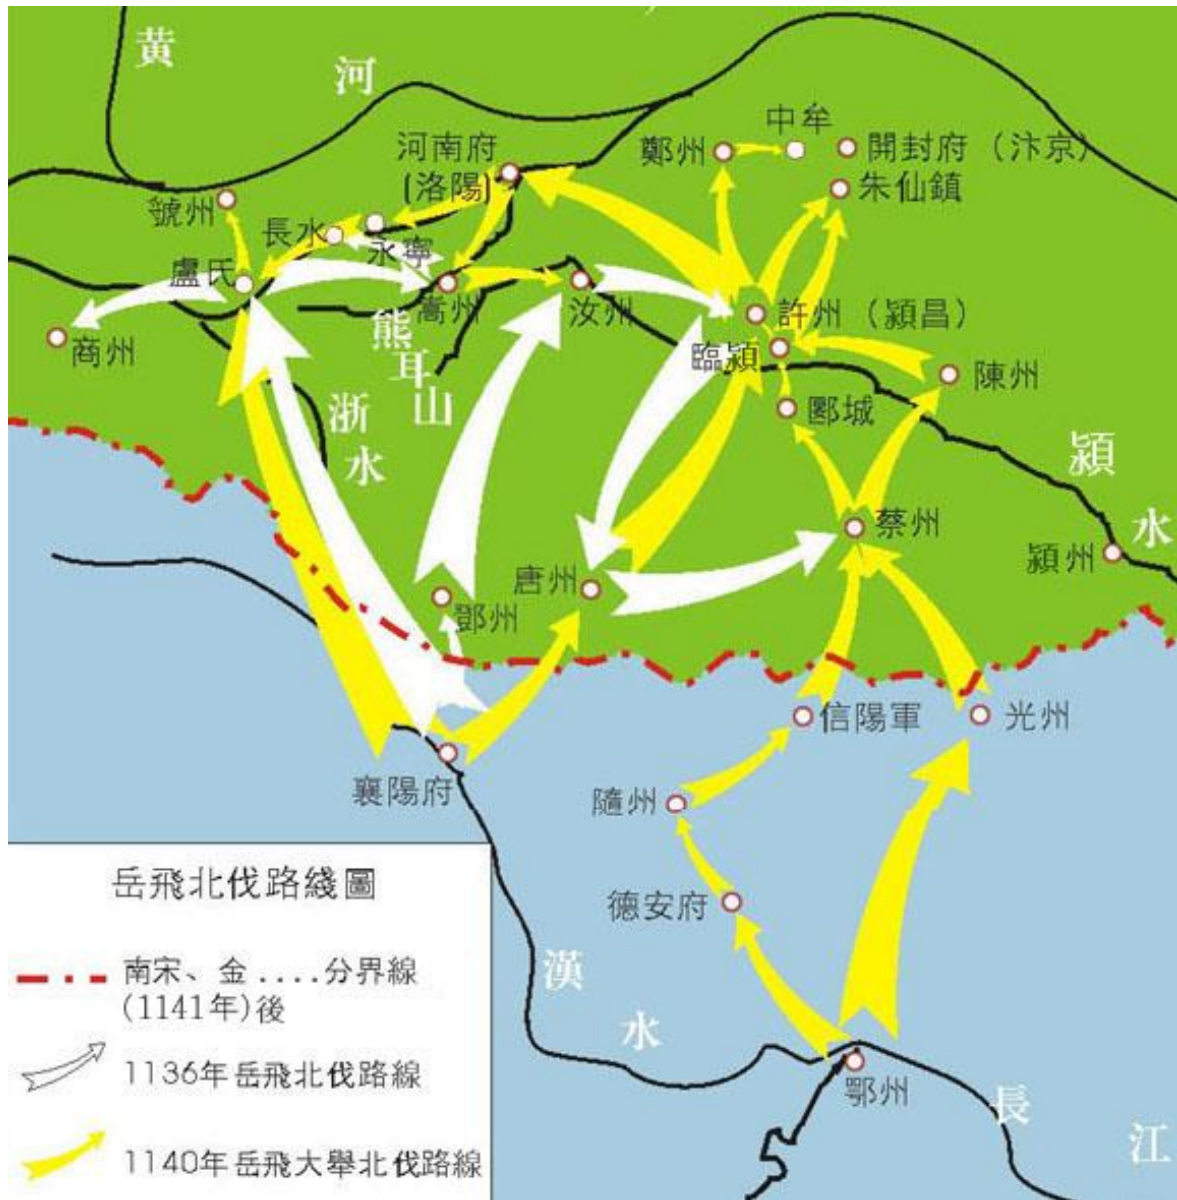 黄
河
中牟
鄭州
開封府（汴京）
河南府
(洛陽)
朱仙鎮
號州
長水
永寧
盧氏
嵩州
汝州
許州（潁昌）
商州
熊
耳
山
臨潁
陳州
浙
水
郾城
潁
水
蔡州
潁州
唐州
鄧州
信陽軍
光州
襄陽府
隨州
德安府
漢
水
鄂州
長
江
岳飛北伐路綫圖
南宋、金....分界線
(1141年)後
1136年岳飛北伐路線
1140年岳飛大舉北伐路線